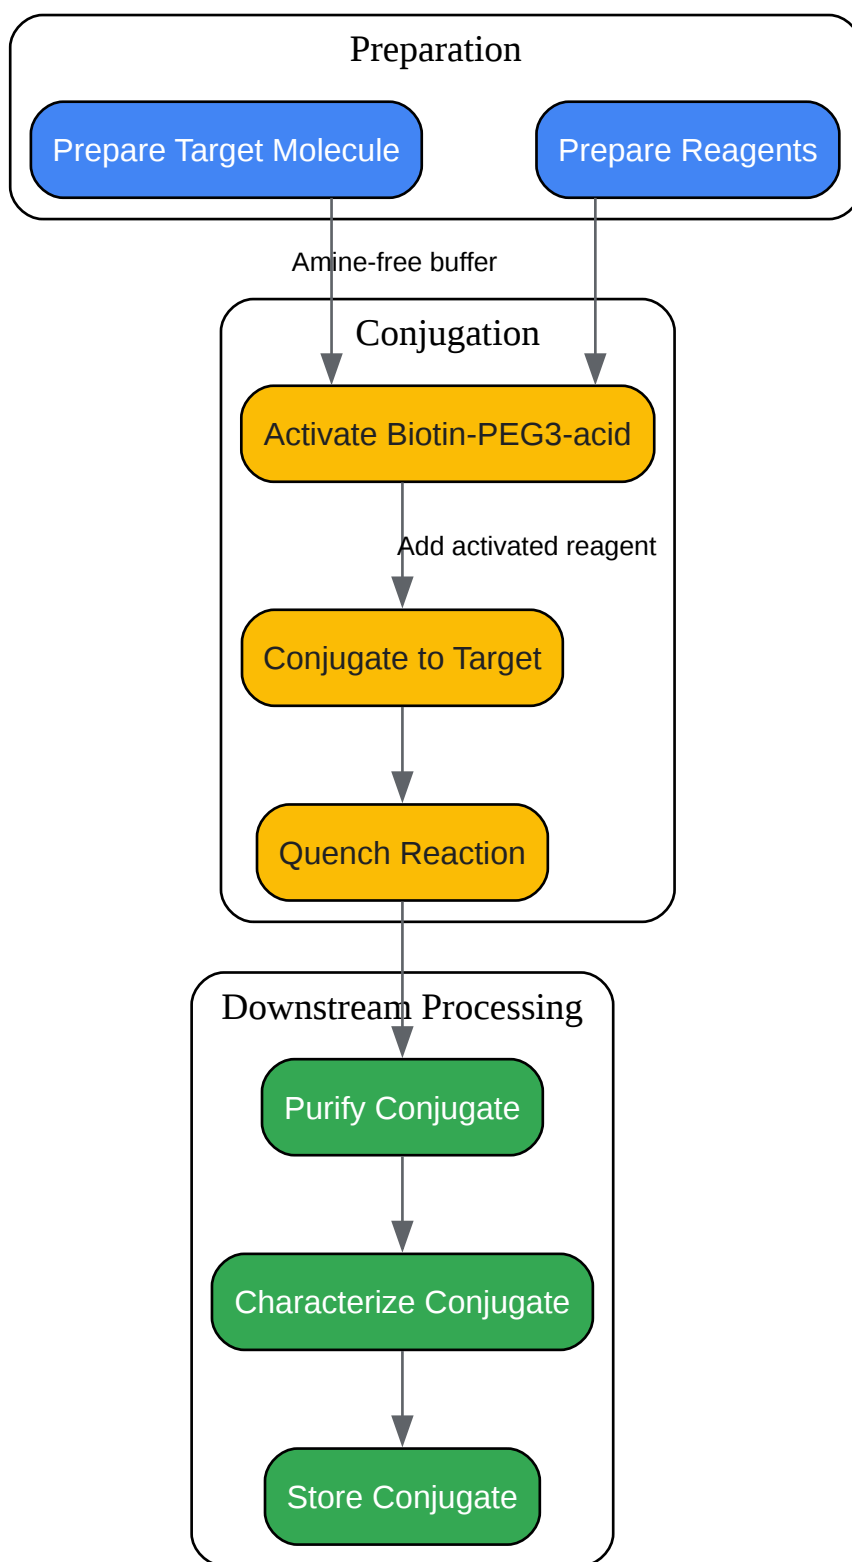 Preparation
Prepare Target Molecule
Prepare Reagents
Amine-free buffer
Conjugation
Activate Biotin-PEG3-acid
Add activated reagent
Conjugate to Target
Quench Reaction
Downstream Processing
Purify Conjugate
Characterize Conjugate
Store Conjugate